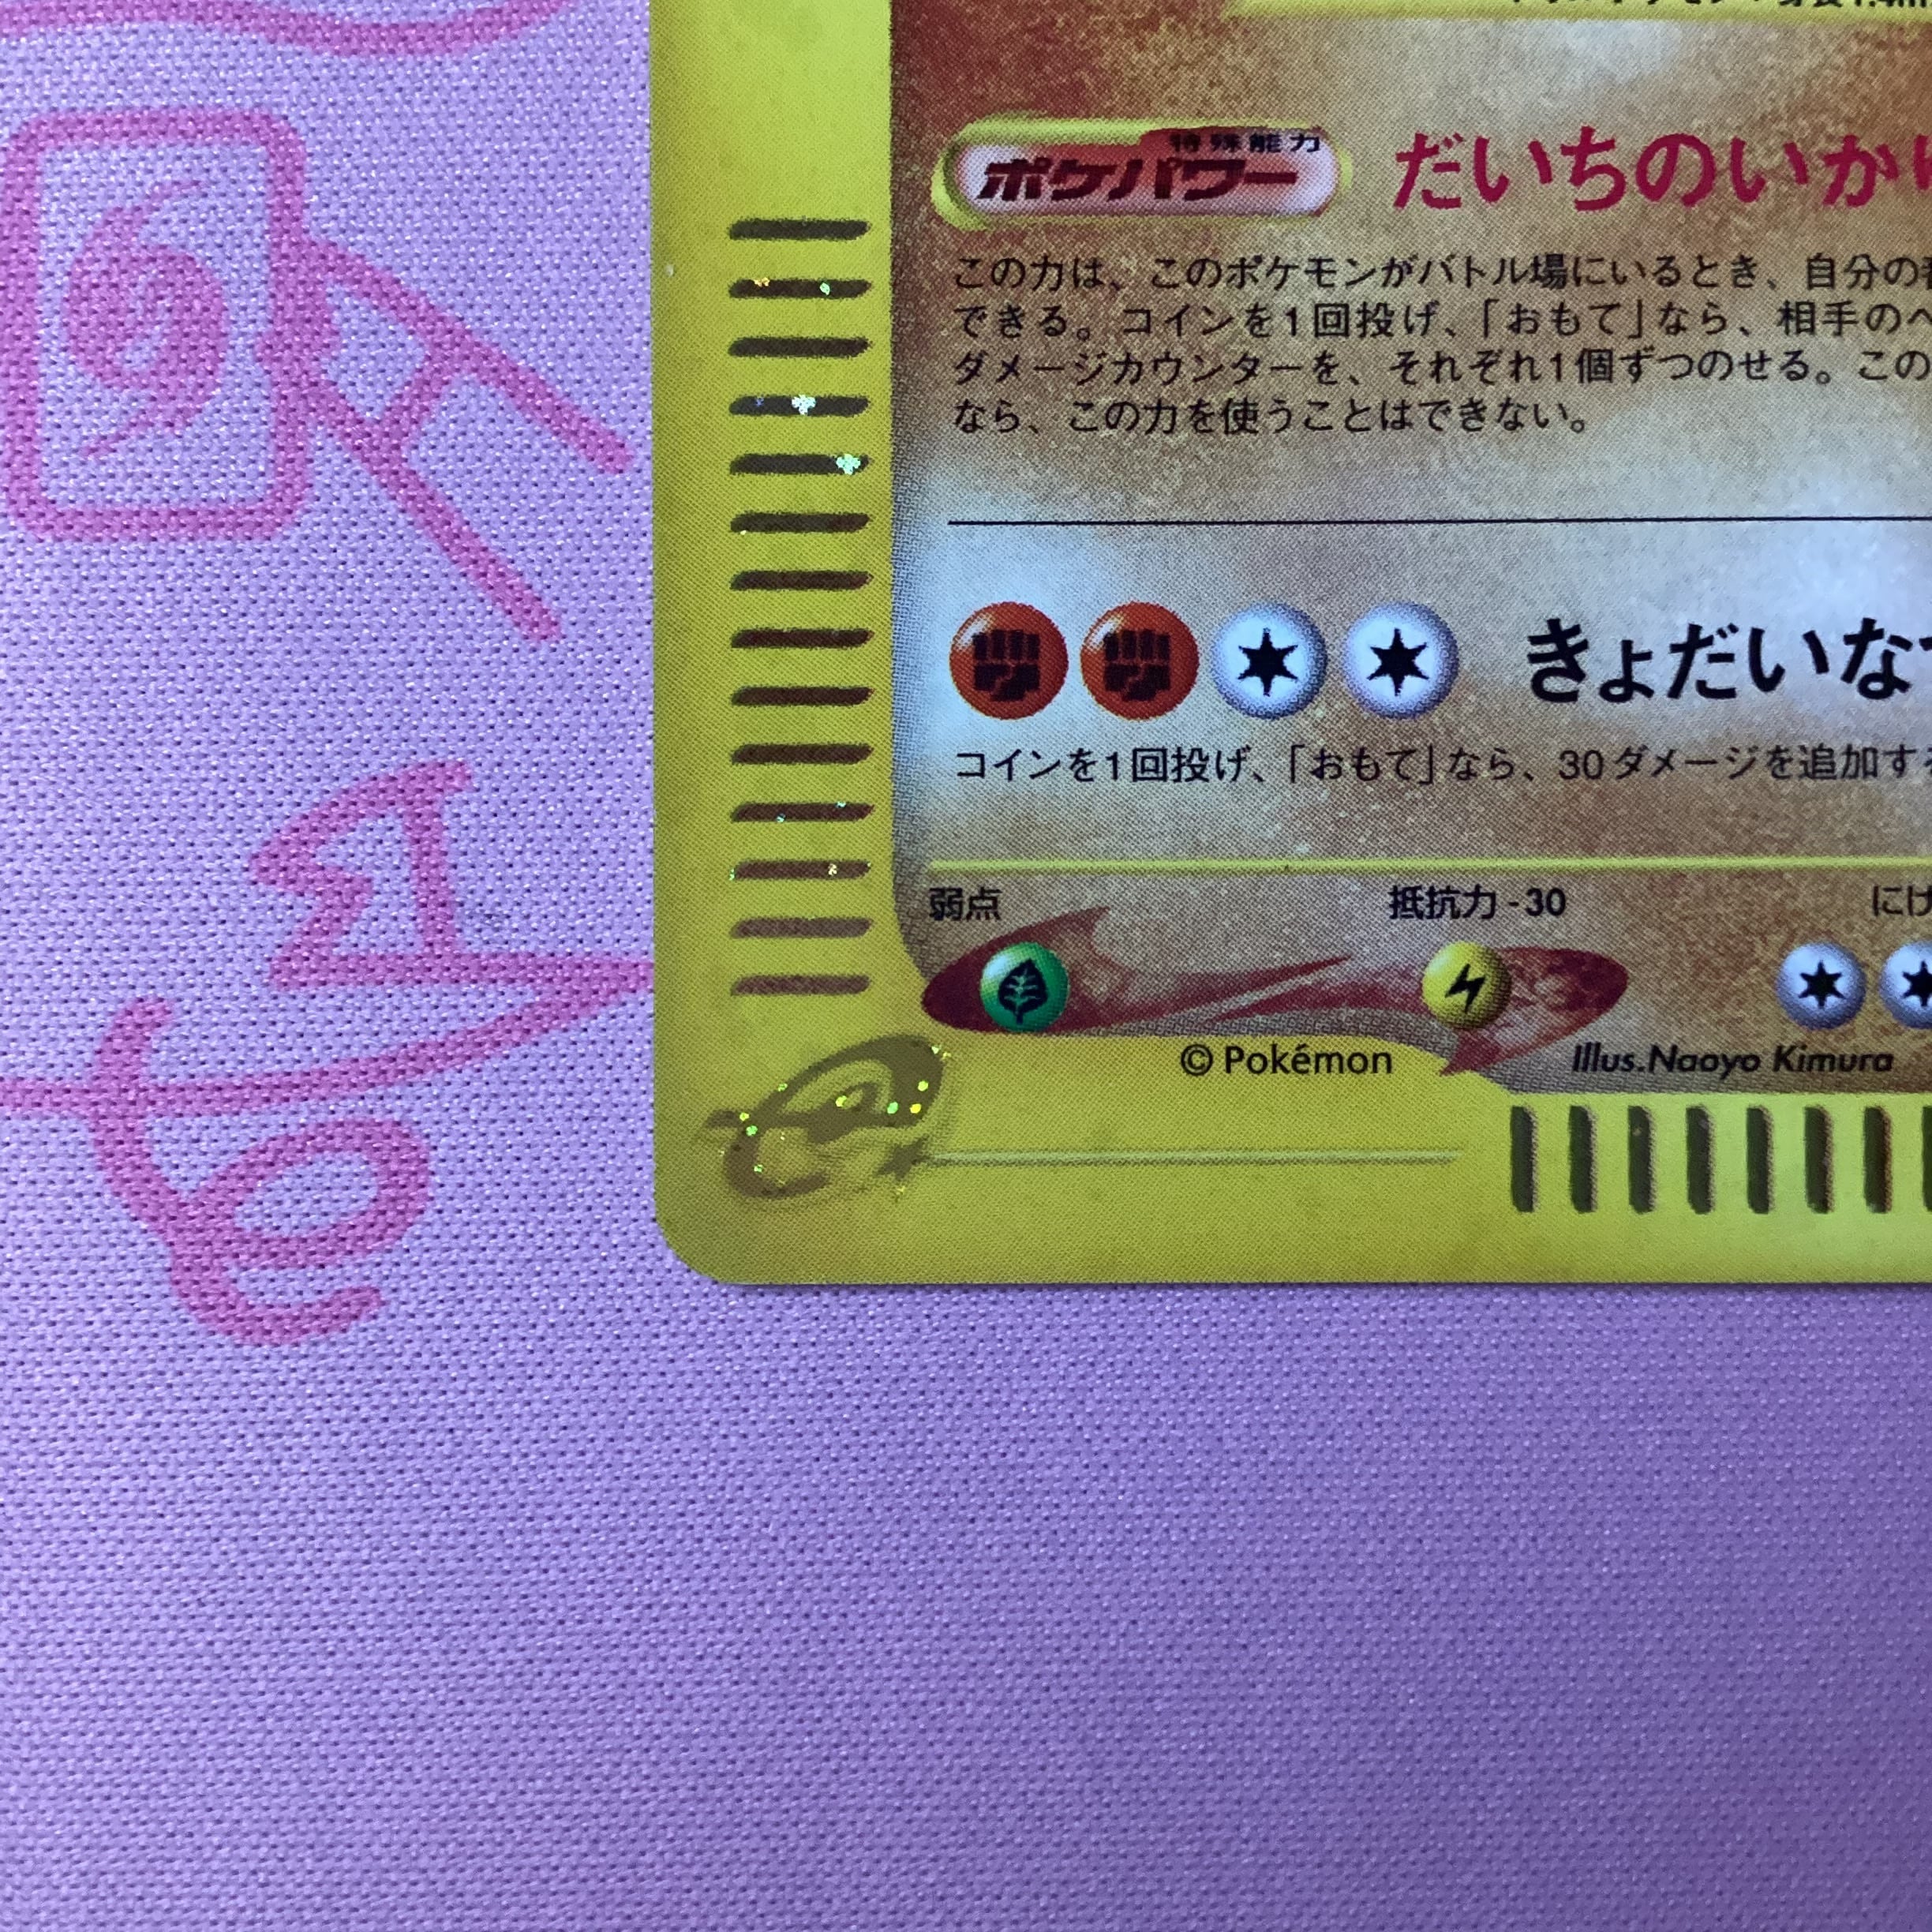 特殊能力
ポケパワー だいちのいか
この力は、このポケモンがバトル場にいるとき、自分の
できる。コインを1回投げ、「おもて」なら、相手の
ダメージカウンターを、それぞれ1個ずつのせる。この
なら、この力を使うことはできない。
きょだいな
コインを1回投げ、「おもて」なら、30ダメージを追加す
弱点 抵抗力-30 にげ
© Pokémon Illus.Naoyo Kimura